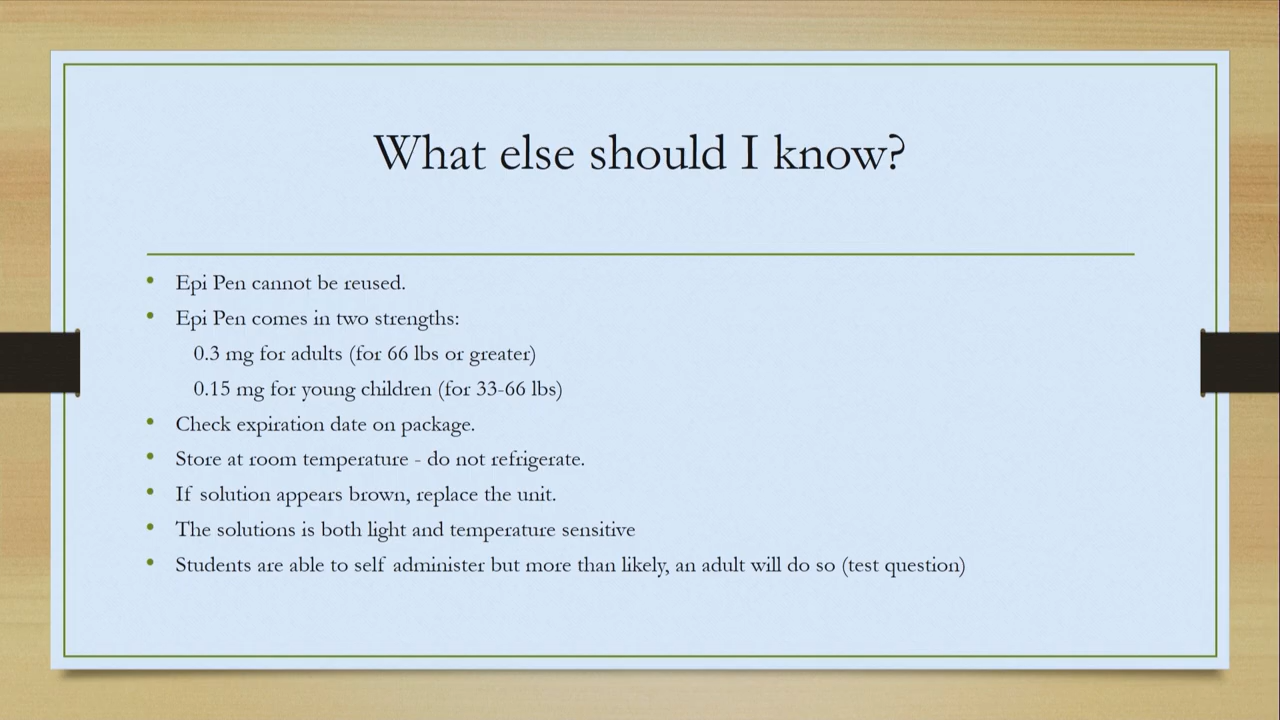 What else should I know?
• Epi Pen cannot be reused.
• Epi Pen comes in two strengths:
0.3 mg for adults (for 66 lbs or greater)
0.15 mg for young children (for 33-66 lbs)
• Check expiration date on package.
• Store at room temperature - do not refrigerate.
• If solution appears brown, replace the unit.
• The solutions is both light and temperature sensitive
• Students are able to self administer but more than likely, an adult will do so (test question)